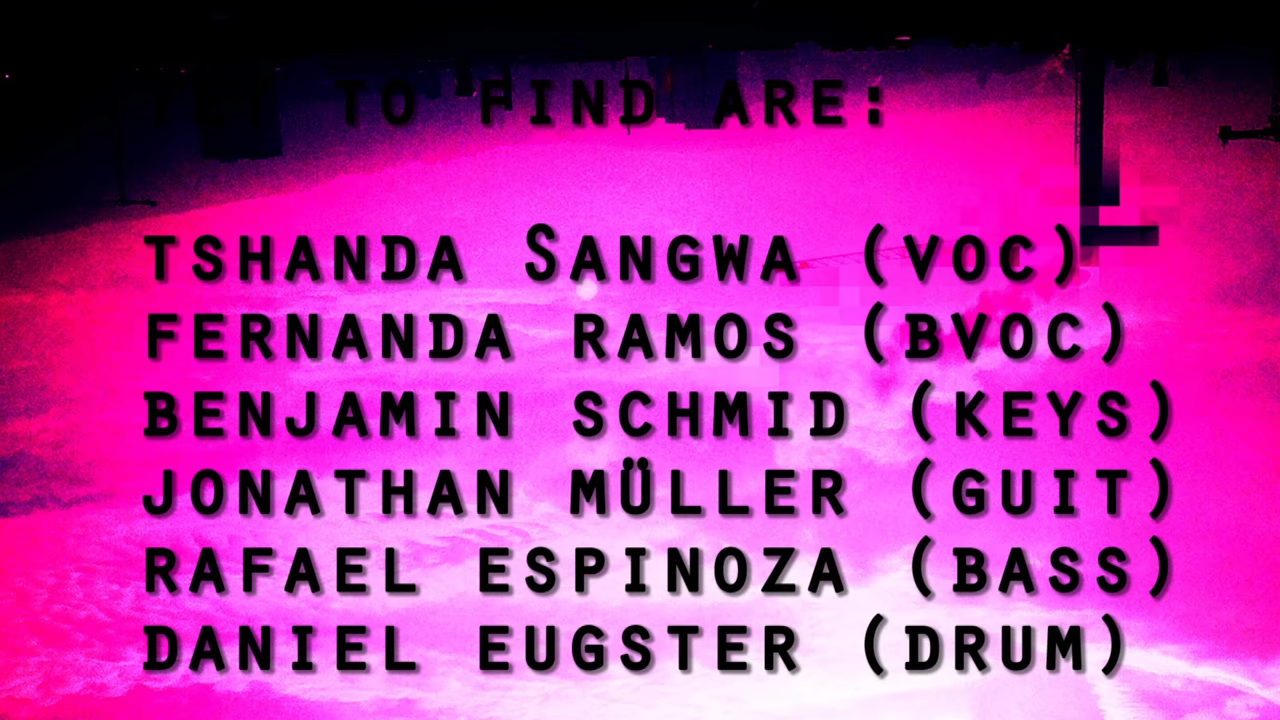 YET TO FIND ARE:
TSHANDA SANGWA (VOC)
FERNANDA RAMOS (BVOC)
BENJAMIN SCHMID (KEYS)
JONATHAN MÜLLER (GUIT)
RAFAEL ESPINOZA (BASS)
DANIEL EUGSTER (DRUM)